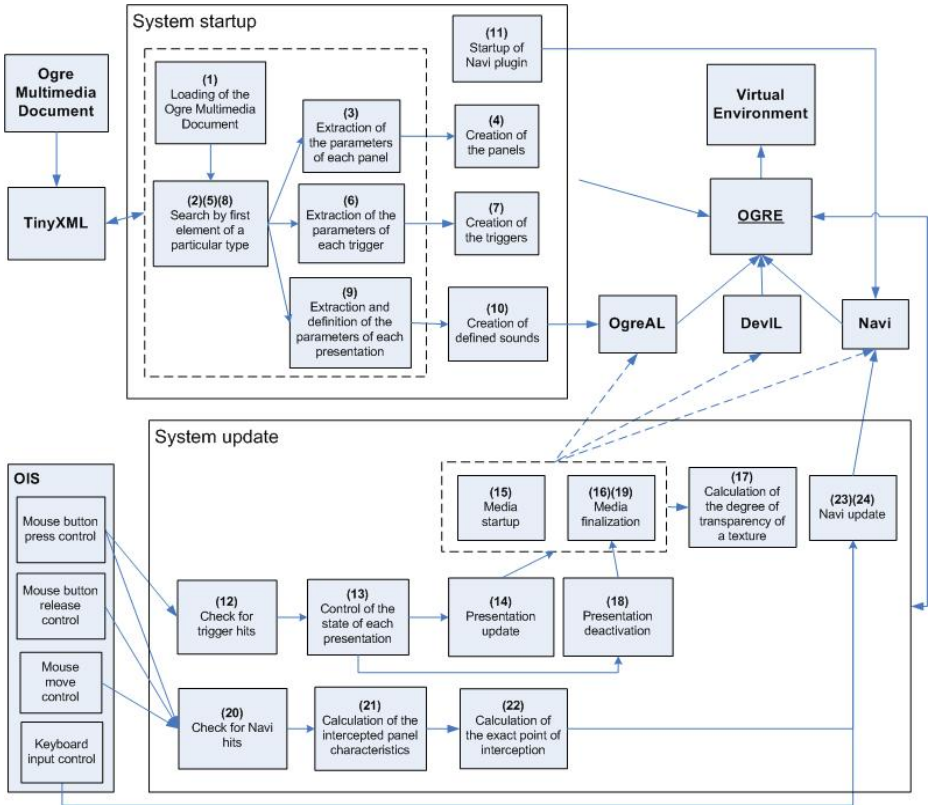 System startup
(11)
Startup of
Navi plugin
Ogre
Multimedia
Document
(1)
Loading of the
Ogre Multimedia
Document
(3)
Extraction of
the parameters
of each panel
(4)
Creation of
the panels
Virtual
Environment
TinyXML
(2)(5)(8)
Search by first
element of a
particular type
(6)
Extraction of the
parameters of
each trigger
(7)
Creation of
the triggers
OGRE
(9)
Extraction and
definition of the
parameters of each
presentation
(10)
Creation of
defined sounds
OgreAL
DevIL
Navi
System update
OIS
Mouse button
press control
Mouse button
release control
Mouse
move control
Keyboard
input control
(15)
Media
startup
(16)(19)
Media
finalization
(17)
Calculation of
the degree of
transparency of
a texture
(23)(24)
Navi update
(12)
Check for
trigger hits
(13)
Control of the
state of each
presentation
(14)
Presentation
update
(18)
Presentation
deactivation
(20)
Check for Navi
hits
(21)
Calculation of the
intercepted panel
characteristics
(22)
Calculation of
the exact point of
interception